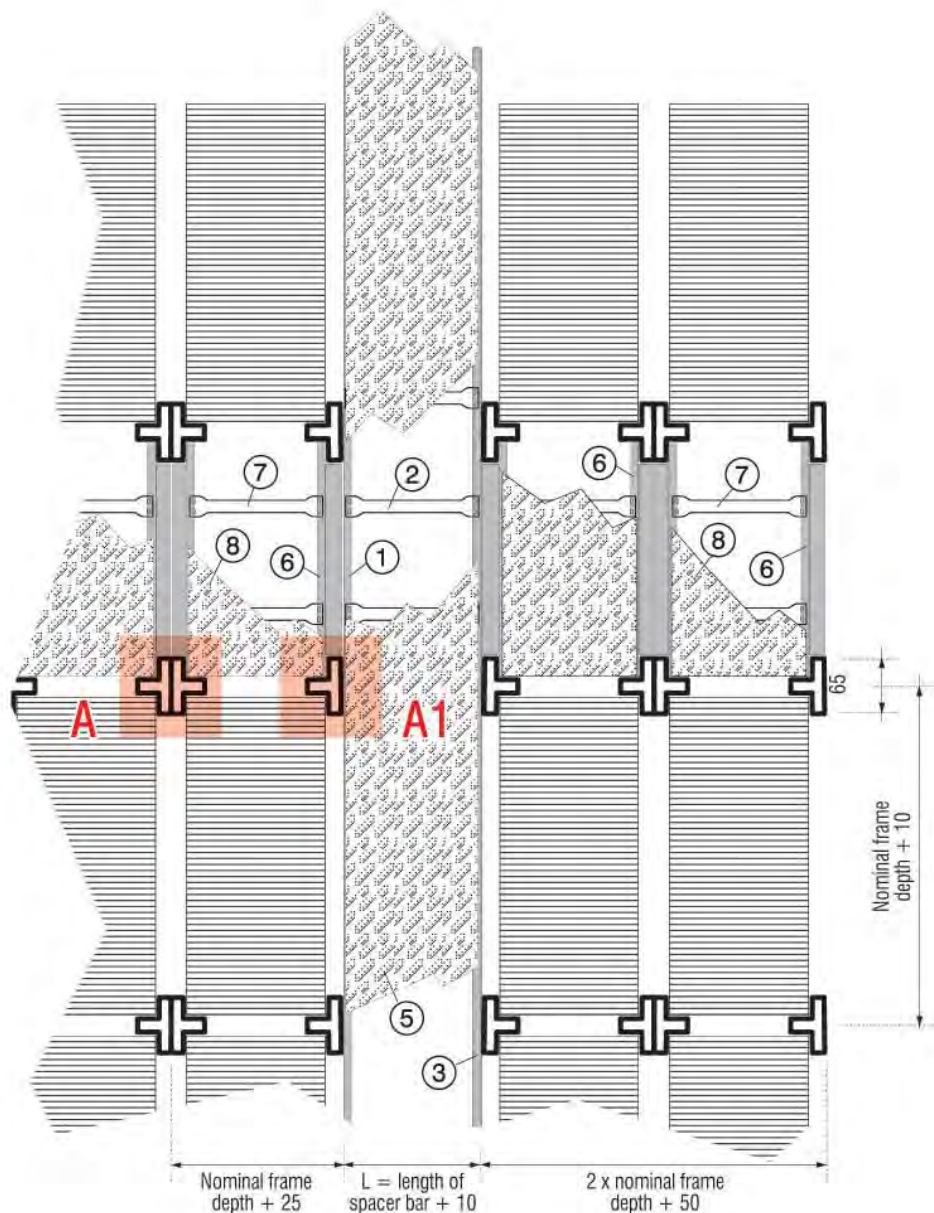 7
2
6
7
8
6
1
8
6
65
A
A1
Nominal frame
depth + 10
5
3
Nominal frame
depth + 25
L = length of
spacer bar + 10
2 x nominal frame
depth + 50